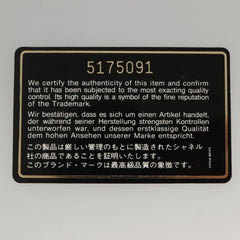 5175091
We certify the authenticity of this item and confirm
that it has been subjected to the most exacting quality
control. Its high quality is a symbol of the fine reputation
of the Trademark.
Wir bestätigen, dass es sich um einen Artikel handelt,
der während seiner Herstellung strengsten Kontrollen
unterworfen war, und dessen erstklassige Qualität
dem hohen Ansehen unserer Marke entspricht.
この製品は厳しい管理のもとに製造されたシャネル
社の商品であることを証明いたします。
このブランド・マークは最高級品質の象徴です。